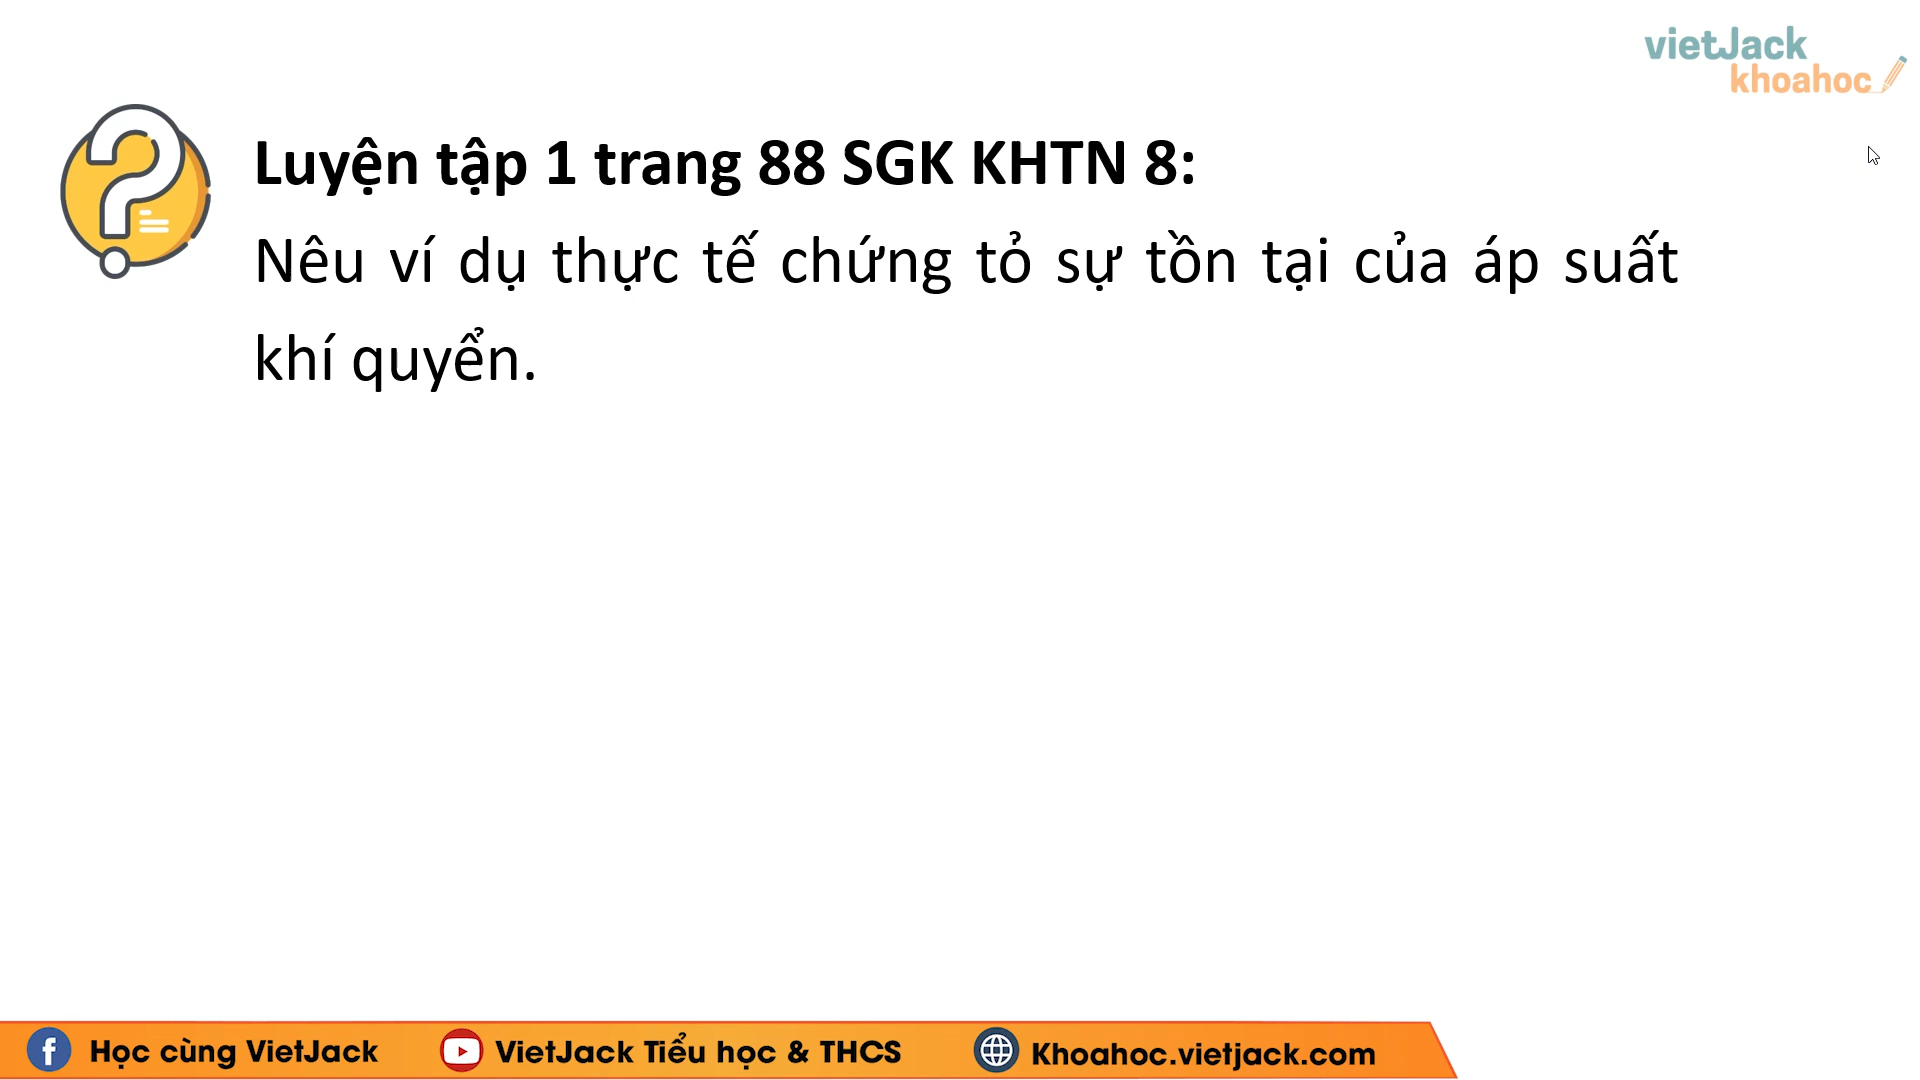 vietJack
khoahoc
Luyện tập 1 trang 88 SGK KHTN 8:
Nêu ví dụ thực tế chứng tỏ sự tồn tại của áp suất
khí quyển.
Học cùng VietJack
VietJack Tiểu học & THCS
Khoahoc.vietjack.com